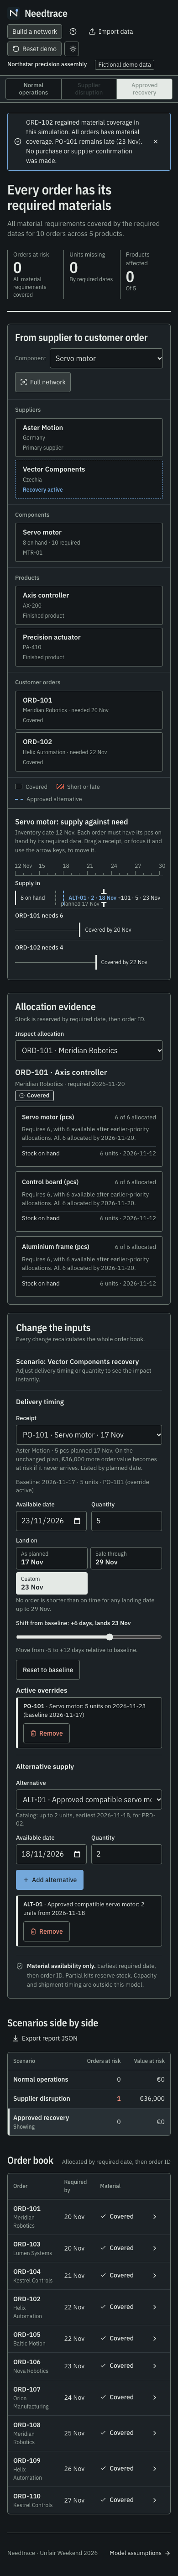 Needtrace
Build a network
Import data
Reset demo
Northstar precision assembly
Fictional demo data
Normal operations
Supplier disruption
Approved recovery
ORD-102 regained material coverage in this simulation. All orders have material coverage. PO-101 remains late (23 Nov). No purchase or supplier confirmation was made.
Every order has its required materials
All material requirements covered by the required dates for 10 orders across 5 products.
Orders at risk
0
All material requirements covered
Units missing
0
By required dates
Products affected
0
Of 5
From supplier to customer order
Component
Servo motor
Full network
Suppliers
Aster Motion
Germany
Primary supplier
Vector Components
Czechia
Recovery active
Components
Servo motor
8 on hand · 10 required
MTR-01
Products
Axis controller
AX-200
Finished product
Precision actuator
PA-410
Finished product
Customer orders
ORD-101
Meridian Robotics · needed 20 Nov
Covered
ORD-102
Helix Automation · needed 22 Nov
Covered
Covered
Short or late
Approved alternative
Servo motor: supply against need
Inventory date 12 Nov. Each order must have its pcs on hand by its required date. Drag a receipt, or focus it and use the arrow keys, to move it.
12 Nov 15 18 21 24 27 30
Supply in
8 on hand
ALT-01 · 2 · 18 Nov
101 · 5 · 23 Nov
planned 17 Nov
ORD-101 needs 6
Covered by 20 Nov
ORD-102 needs 4
Covered by 22 Nov
Allocation evidence
Stock is reserved by required date, then order ID.
Inspect allocation
ORD-101 · Meridian Robotics
ORD-101 · Axis controller
Meridian Robotics · required 2026-11-20
Covered
Servo motor (pcs)
6 of 6 allocated
Requires 6, with 6 available after earlier-priority allocations. All 6 allocated by 2026-11-20.
Stock on hand
6 units · 2026-11-12
Control board (pcs)
6 of 6 allocated
Requires 6, with 6 available after earlier-priority allocations. All 6 allocated by 2026-11-20.
Stock on hand
6 units · 2026-11-12
Aluminium frame (pcs)
6 of 6 allocated
Requires 6, with 6 available after earlier-priority allocations. All 6 allocated by 2026-11-20.
Stock on hand
6 units · 2026-11-12
Change the inputs
Every change recalculates the whole order book.
Scenario: Vector Components recovery
Adjust delivery timing or quantity to see the impact instantly.
Delivery timing
Receipt
PO-101 · Servo motor · 17 Nov
Aster Motion · 5 pcs planned 17 Nov. On the unchanged plan, €36,000 more order value becomes at risk if it never arrives. Listed by planned date.
Baseline: 2026-11-17 · 5 units · PO-101 (override active)
Available date
23/11/2026
Quantity
5
Land on
As planned
17 Nov
Safe through
29 Nov
Custom
23 Nov
No order is shorter than on time for any landing date up to 29 Nov.
Shift from baseline: +6 days, lands 23 Nov
Move from -5 to +12 days relative to baseline.
Reset to baseline
Active overrides
PO-101 · Servo motor: 5 units on 2026-11-23 (baseline 2026-11-17)
Remove
Alternative supply
Alternative
ALT-01 · Approved compatible servo mo
Catalog: up to 2 units, earliest 2026-11-18, for PRD-02.
Available date
18/11/2026
Quantity
2
Add alternative
ALT-01 · Approved compatible servo motor: 2 units from 2026-11-18
Remove
Material availability only. Earliest required date, then order ID. Partial kits reserve stock. Capacity and shipment timing are outside this model.
Scenarios side by side
Export report JSON
Scenario Orders at risk Value at risk
Normal operations 0 €0
Supplier disruption 1 €36,000
Approved recovery
Showing
0 €0
Order book
Allocated by required date, then order ID
Order Required by Material
ORD-101 Meridian Robotics 20 Nov Covered
ORD-103 Lumen Systems 20 Nov Covered
ORD-104 Kestrel Controls 21 Nov Covered
ORD-102 Helix Automation 22 Nov Covered
ORD-105 Baltic Motion 22 Nov Covered
ORD-106 Nova Robotics 23 Nov Covered
ORD-107 Orion Manufacturing 24 Nov Covered
ORD-108 Meridian Robotics 25 Nov Covered
ORD-109 Helix Automation 26 Nov Covered
ORD-110 Kestrel Controls 27 Nov Covered
Needtrace · Unfair Weekend 2026
Model assumptions